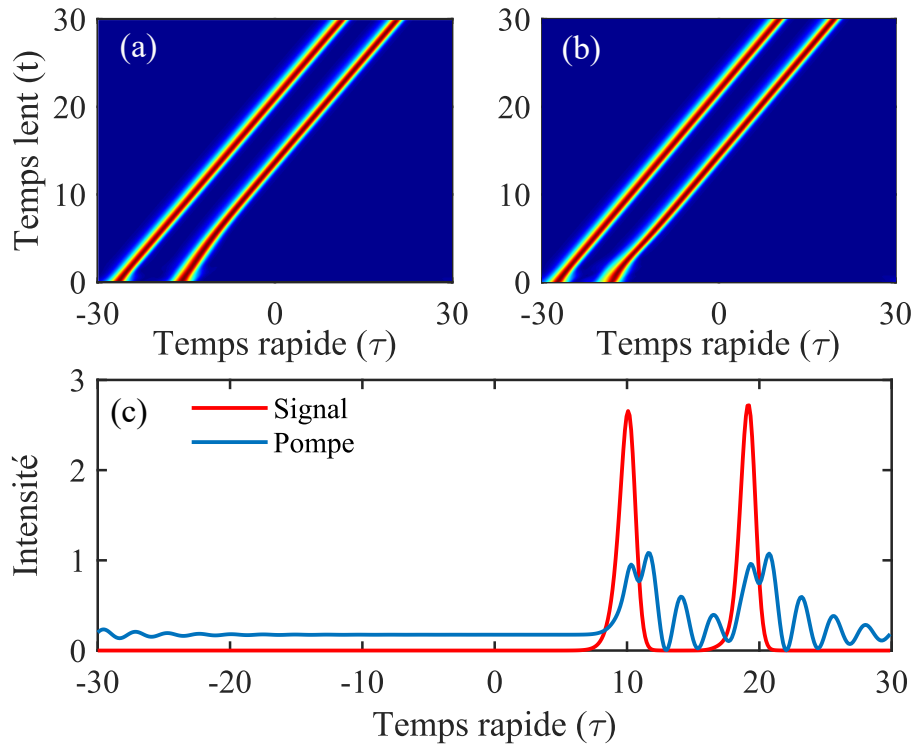 30
(a)
20
10
0
-30 0 30
Temps lent (t)
Temps rapide (τ)
30
(b)
20
10
0
-30 0 30
Temps rapide (τ)
3
(c)
Signal
Pompe
2
1
0
Intensité
-30 -20 -10 0 10 20 30
Temps rapide (τ)